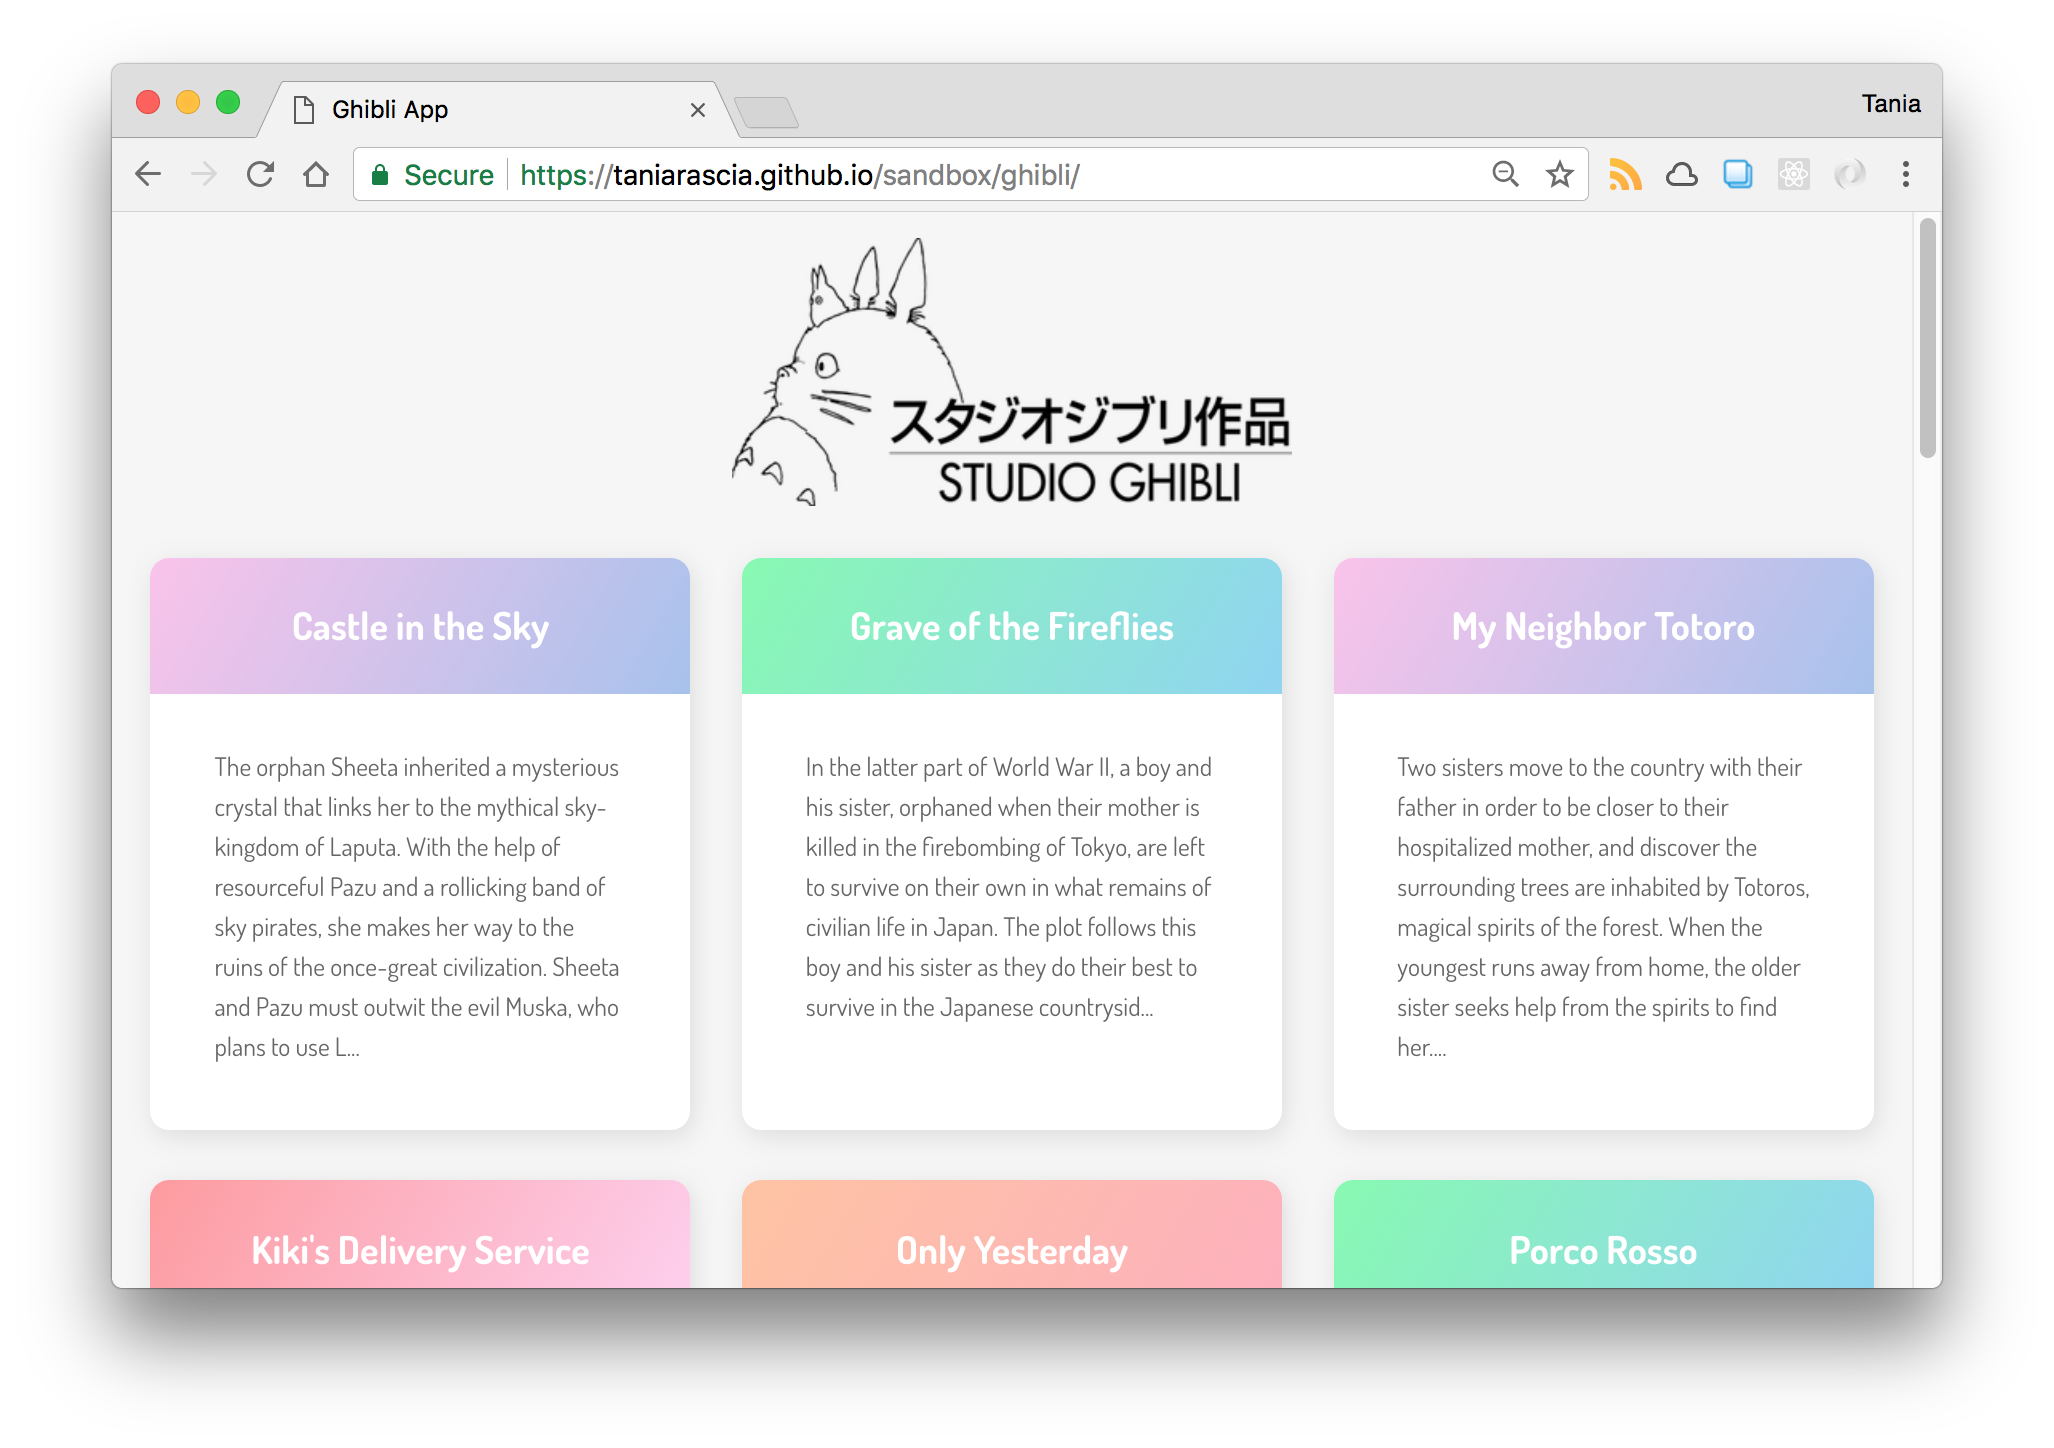 Ghibli App
Tania
Secure
https://taniarascia.github.io/sandbox/ghibli/
スタジオジブリ作品
STUDIO GHIBLI
Castle in the Sky
The orphan Sheeta inherited a mysterious
crystal that links her to the mythical sky-
kingdom of Laputa. With the help of
resourceful Pazu and a rollicking band of
sky pirates, she makes her way to the
ruins of the once-great civilization. Sheeta
and Pazu must outwit the evil Muska, who
plans to use L...
Grave of the Fireflies
In the latter part of World War II, a boy and
his sister, orphaned when their mother is
killed in the firebombing of Tokyo, are left
to survive on their own in what remains of
civilian life in Japan. The plot follows this
boy and his sister as they do their best to
survive in the Japanese countrysid...
My Neighbor Totoro
Two sisters move to the country with their
father in order to be closer to their
hospitalized mother, and discover the
surrounding trees are inhabited by Totoros,
magical spirits of the forest. When the
youngest runs away from home, the older
sister seeks help from the spirits to find
her....
Kiki's Delivery Service
Only Yesterday
Porco Rosso